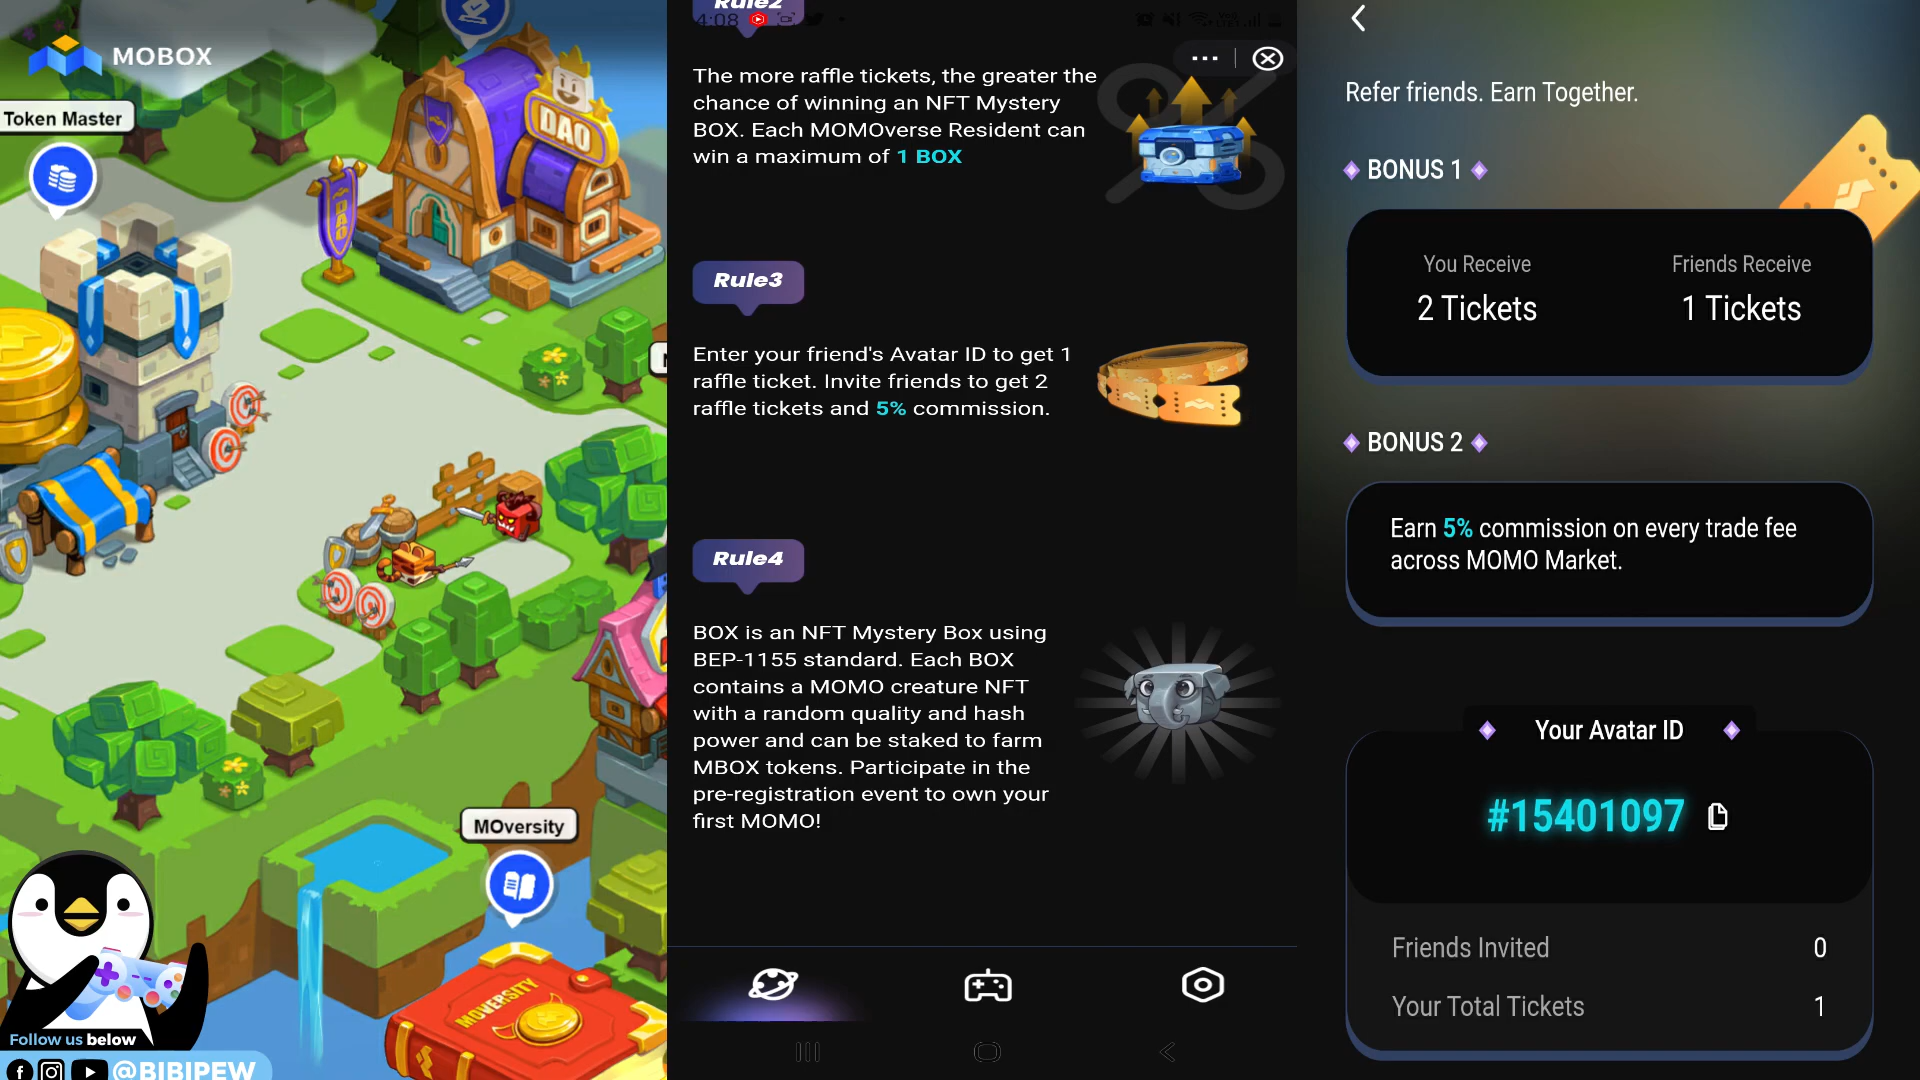 MOBOX
Token Master
DAO
DAO
MOversity
MOVERSITY
Follow us below
@BIBIPEW
Rule2
4:08
The more raffle tickets, the greater the
chance of winning an NFT Mystery
BOX. Each MOMOverse Resident can
win a maximum of 1 BOX
Rule3
Enter your friend's Avatar ID to get 1
raffle ticket. Invite friends to get 2
raffle tickets and 5% commission.
Rule4
BOX is an NFT Mystery Box using
BEP-1155 standard. Each BOX
contains a MOMO creature NFT
with a random quality and hash
power and can be staked to farm
MBOX tokens. Participate in the
pre-registration event to own your
first MOMO!
Refer friends. Earn Together.
BONUS 1
You Receive
Friends Receive
2 Tickets
1 Tickets
BONUS 2
Earn 5% commission on every trade fee
across MOMO Market.
Your Avatar ID
#15401097
Friends Invited
0
Your Total Tickets
1